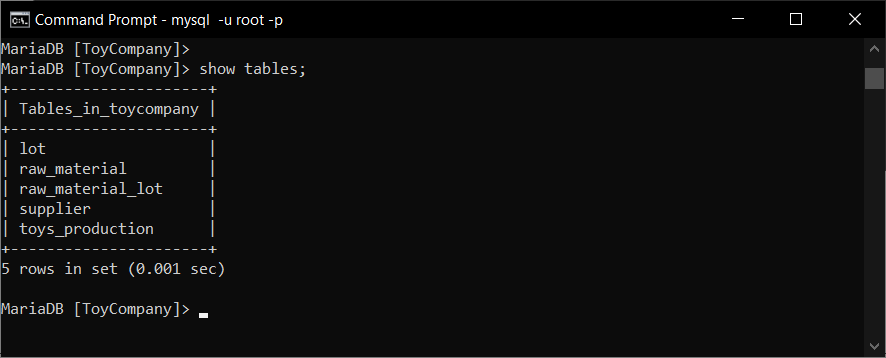 Command Prompt - mysql  -u root -p
MariaDB [ToyCompany]>
MariaDB [ToyCompany]> show tables;
+----------------------+
| Tables_in_toycompany |
+----------------------+
| lot                  |
| raw_material         |
| raw_material_lot     |
| supplier             |
| toys_production      |
+----------------------+
5 rows in set (0.001 sec)
MariaDB [ToyCompany]> _